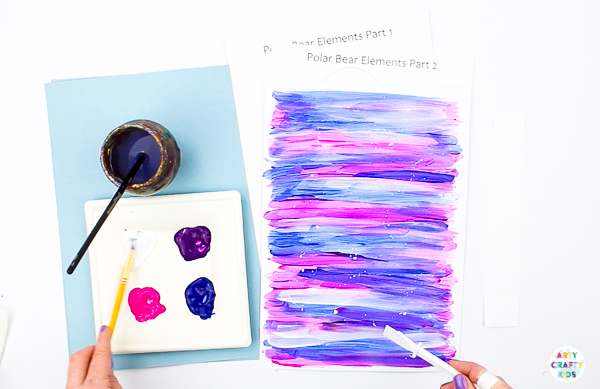 Polar Bear Elements Part 1
Polar Bear Elements Part 2
ARTY
CRAFTY
KIDS